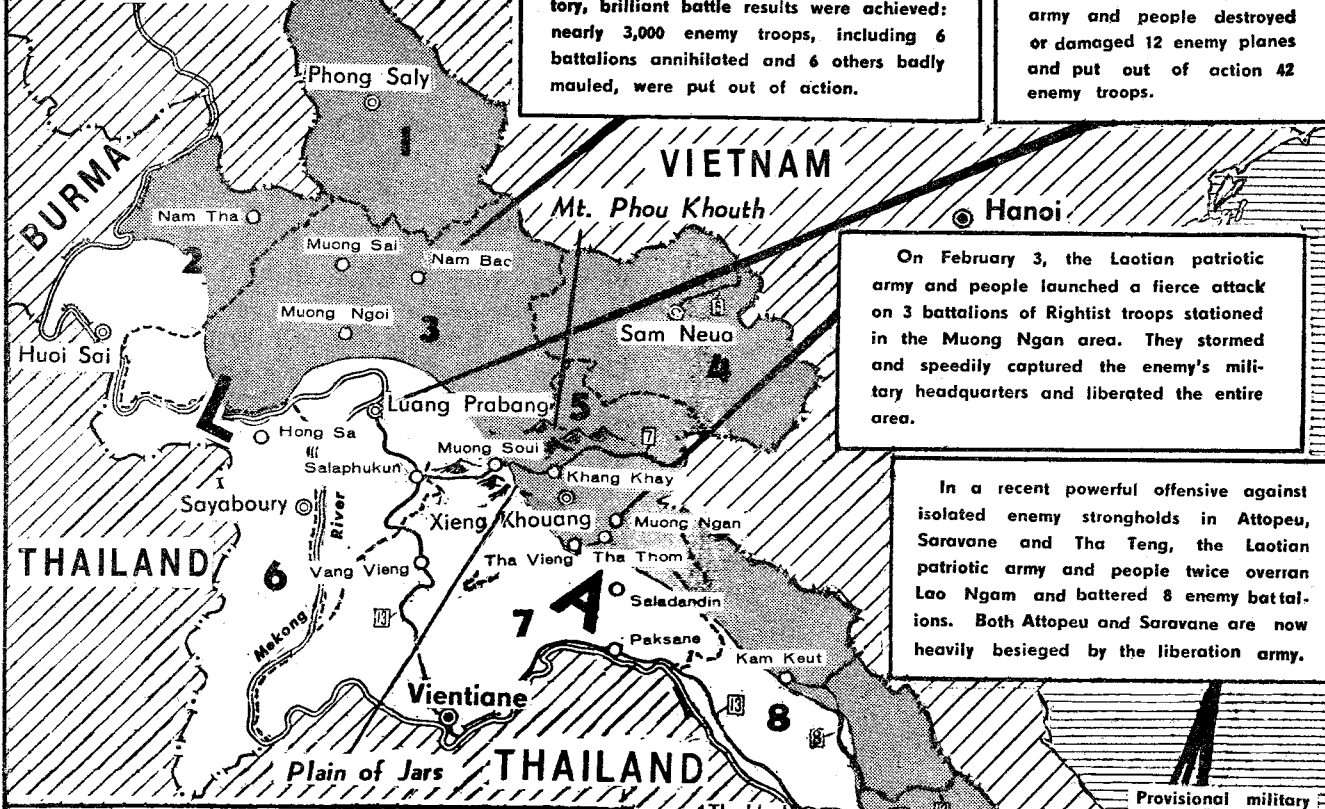 tory, brilliant battle results were achieved:
nearly 3,000 enemy troops, including 6
battalions annihilated and 6 others badly
mauled, were put out of action.
army and people destroyed
or damaged 12 enemy planes
and put out of action 42
enemy troops.
Phong Saly
1
VIETNAM
BURMA
Mt. Phou Khouth
Hanoi
Nam Tha
2
Muong Sai
Nam Bac
Muong Ngoi
3
Sam Neua
6
4
Huoi Sai
On February 3, the Laotian patriotic
army and people launched a fierce attack
on 3 battalions of Rightist troops stationed
in the Muong Ngan area. They stormed
and speedily captured the enemy's mili-
tary headquarters and liberated the entire
area.
L
Luang Prabang
5
7
Hong Sa
Muong Soui
Salaphukun
Khang Khay
Sayaboury
River
Xieng Khouang
Muong Ngan
Tha Vieng
Tha Thom
THAILAND
6
Vang Vieng
A
Saladandin
7
13
Mekong
Paksane
Kam Keut
In a recent powerful offensive against
isolated enemy strongholds in Attopeu,
Saravane and Tha Teng, the Laotian
patriotic army and people twice overran
Lao Ngam and battered 8 enemy battal-
ions. Both Attopeu and Saravane are now
heavily besieged by the liberation army.
Vientiane
13
8
8
Plain of Jars
THAILAND
Provisional military